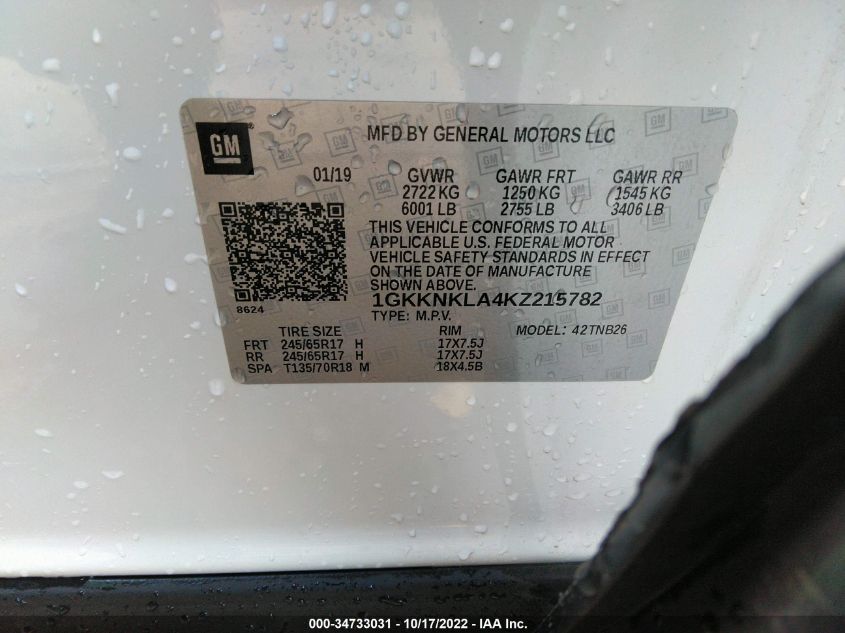 GM
MFD BY GENERAL MOTORS LLC
01/19 GVWR GAWR FRT GAWR RR
2722 KG 1250 KG 1545 KG
6001 LB 2755 LB 3406 LB
THIS VEHICLE CONFORMS TO ALL
APPLICABLE U.S. FEDERAL MOTOR
VEHICLE SAFETY STANDARDS IN EFFECT
ON THE DATE OF MANUFACTURE
SHOWN ABOVE.
8624
1GKKNKLA4KZ215782
TYPE: M.P.V. MODEL: 42TNB26
TIRE SIZE RIM
FRT 245/65R17 H 17X7.5J
RR 245/65R17 H 17X7.5J
SPA T135/70R18 M 18X4.5B
000-34733031 - 10/17/2022 - IAA Inc.